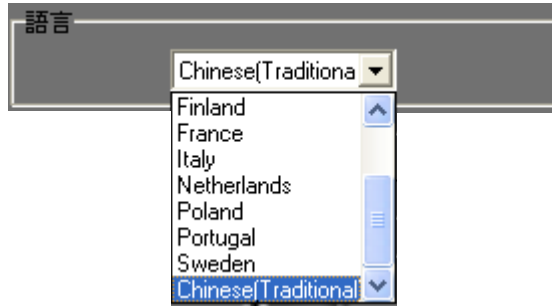 語言
Chinese(Traditiona
Finland
France
Italy
Netherlands
Poland
Portugal
Sweden
Chinese(Traditional